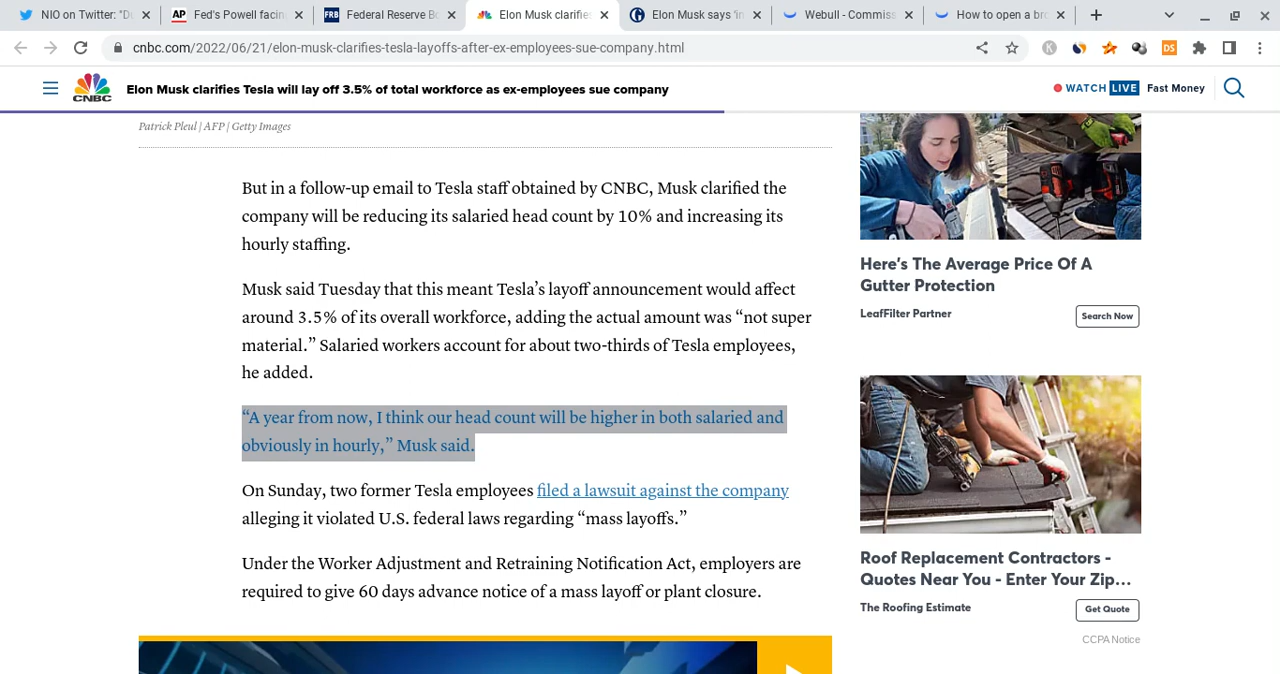 NIO on Twitter: "De
Fed's Powell facing
Federal Reserve Bo
Elon Musk clarifies
Elon Musk says 'in
Webull - Commiss
How to open a bro
cnbc.com/2022/06/21/elon-musk-clarifies-tesla-layoffs-after-ex-employees-sue-company.html
CNBC
Elon Musk clarifies Tesla will lay off 3.5% of total workforce as ex-employees sue company
WATCH LIVE Fast Money
Patrick Pleul | AFP | Getty Images
But in a follow-up email to Tesla staff obtained by CNBC, Musk clarified the
company will be reducing its salaried head count by 10% and increasing its
hourly staffing.
Musk said Tuesday that this meant Tesla’s layoff announcement would affect
around 3.5% of its overall workforce, adding the actual amount was “not super
material.” Salaried workers account for about two-thirds of Tesla employees,
he added.
“A year from now, I think our head count will be higher in both salaried and
obviously in hourly,” Musk said.
On Sunday, two former Tesla employees filed a lawsuit against the company
alleging it violated U.S. federal laws regarding “mass layoffs.”
Under the Worker Adjustment and Retraining Notification Act, employers are
required to give 60 days advance notice of a mass layoff or plant closure.
Here's The Average Price Of A
Gutter Protection
LeafFilter Partner
Search Now
Roof Replacement Contractors -
Quotes Near You - Enter Your Zip...
The Roofing Estimate
Get Quote
CCPA Notice
AP
FRB
DS
K